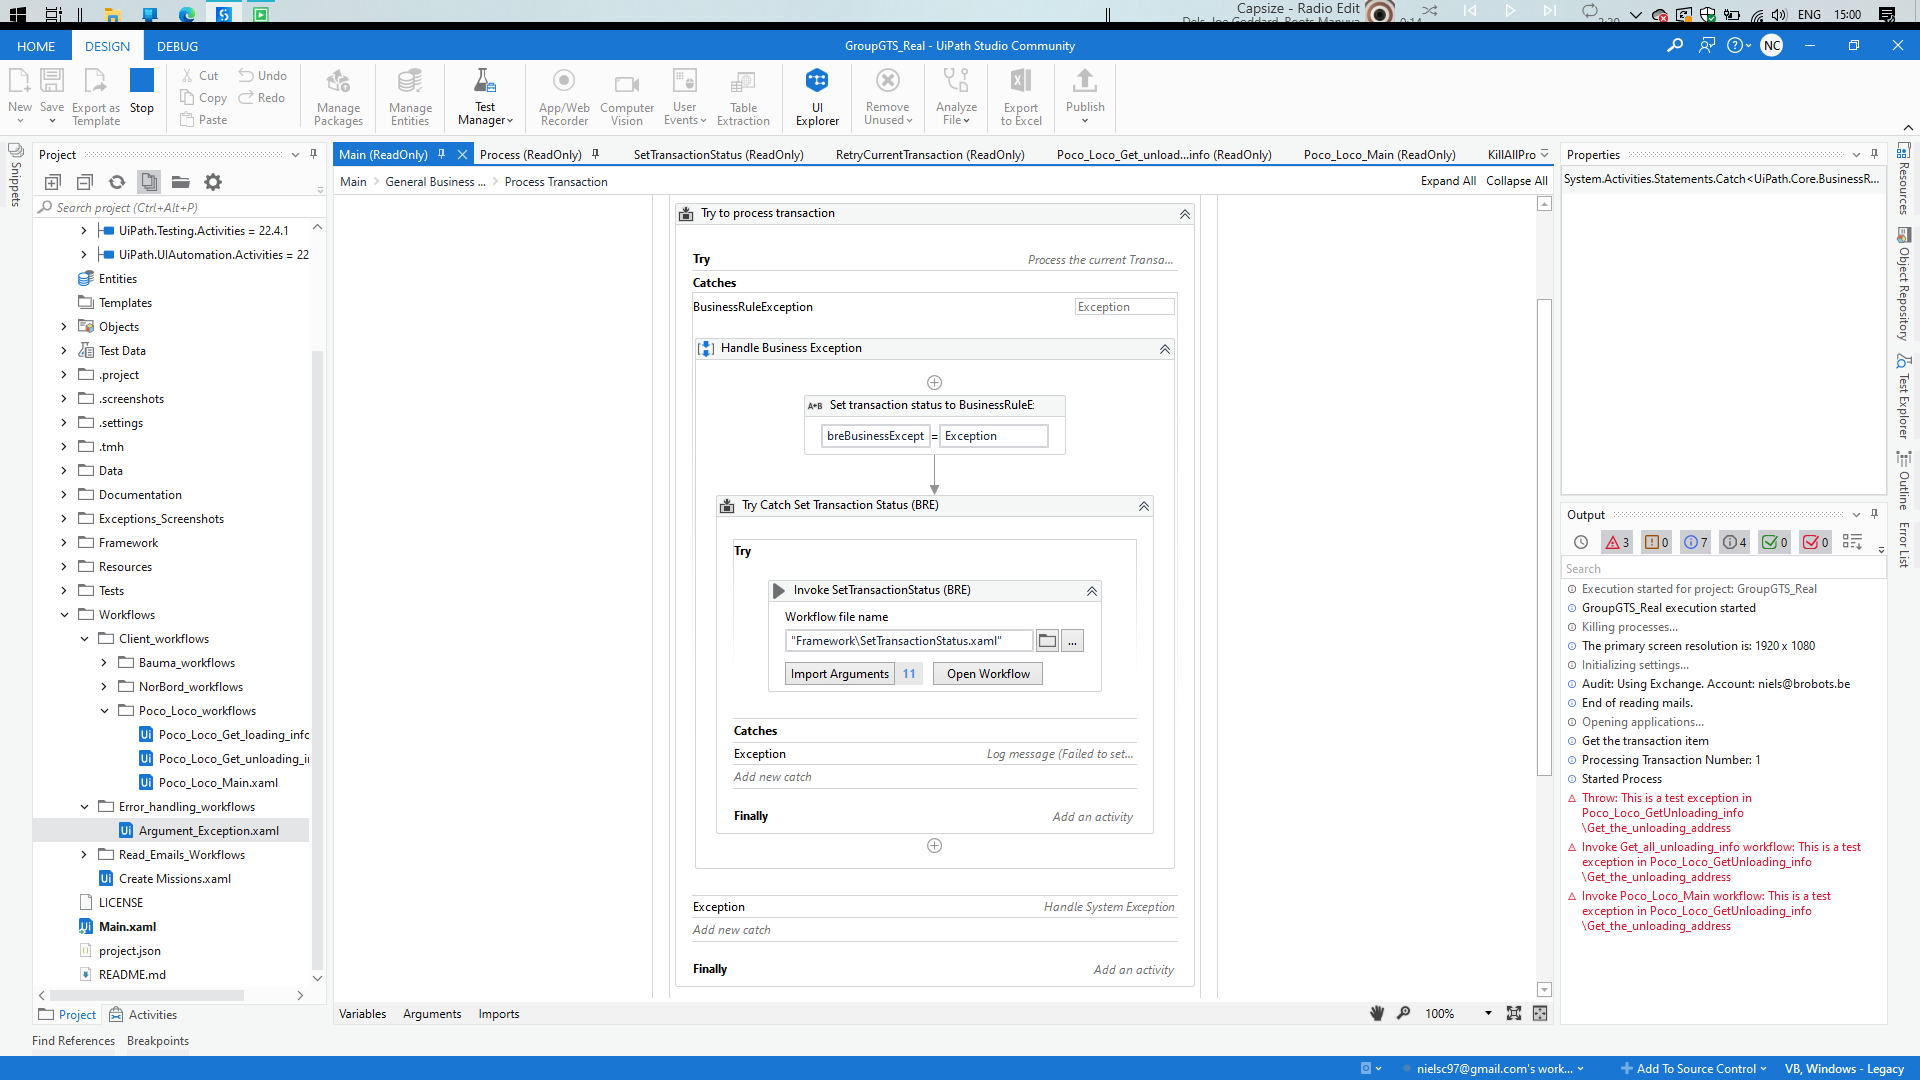 Capsize - Radio Edit
ENG 15:00
HOME DESIGN DEBUG
GroupGTS_Real - UiPath Studio Community
NC
New
Save
Export as Template
Stop
Cut
Copy
Paste
Undo
Redo
Manage Packages
Manage Entities
Test Manager
App/Web Recorder
Computer Vision
User Events
Table Extraction
UI Explorer
Remove Unused
Analyze File
Export to Excel
Publish
Snippets
Project
Search project (Ctrl+Alt+P)
UiPath.Testing.Activities = 22.4.1
UiPath.UIAutomation.Activities = 22
Entities
Templates
Objects
Test Data
.project
.screenshots
.settings
.tmh
Data
Documentation
Exceptions_Screenshots
Framework
Resources
Tests
Workflows
Client_workflows
Bauma_workflows
NorBord_workflows
Poco_Loco_workflows
Poco_Loco_Get_loading_info
Poco_Loco_Get_unloading_i
Poco_Loco_Main.xaml
Error_handling_workflows
Argument_Exception.xaml
Read_Emails_Workflows
Create Missions.xaml
LICENSE
Main.xaml
project.json
README.md
Project Activities
Find References Breakpoints
Main (ReadOnly) Process (ReadOnly) SetTransactionStatus (ReadOnly) RetryCurrentTransaction (ReadOnly) Poco_Loco_Get_unload...info (ReadOnly) Poco_Loco_Main (ReadOnly) KillAllPro
Main > General Business ... > Process Transaction
Expand All Collapse All
Try to process transaction
Try Process the current Transa...
Catches
BusinessRuleException Exception
Handle Business Exception
A+B Set transaction status to BusinessRuleE
breBusinessExcept = Exception
Try Catch Set Transaction Status (BRE)
Try
Invoke SetTransactionStatus (BRE)
Workflow file name
"Framework\SetTransactionStatus.xaml" ...
Import Arguments 11 Open Workflow
Catches
Exception Log message (Failed to set...
Add new catch
Finally Add an activity
Exception Handle System Exception
Add new catch
Finally Add an activity
Variables Arguments Imports
100%
Properties
System.Activities.Statements.Catch<UiPath.Core.BusinessR...
Output
3 0 7 4 0 0
Search
Execution started for project: GroupGTS_Real
GroupGTS_Real execution started
Killing processes...
The primary screen resolution is: 1920 x 1080
Initializing settings...
Audit: Using Exchange. Account: niels@brobots.be
End of reading mails.
Opening applications...
Get the transaction item
Processing Transaction Number: 1
Started Process
Throw: This is a test exception in
Poco_Loco_GetUnloading_info
\Get_the_unloading_address
Invoke Get_all_unloading_info workflow: This is a test
exception in Poco_Loco_GetUnloading_info
\Get_the_unloading_address
Invoke Poco_Loco_Main workflow: This is a test
exception in Poco_Loco_GetUnloading_info
\Get_the_unloading_address
Resources
Object Repository
Test Explorer
Outline
Error List
nielsc97@gmail.com's work...
Add To Source Control
VB, Windows - Legacy